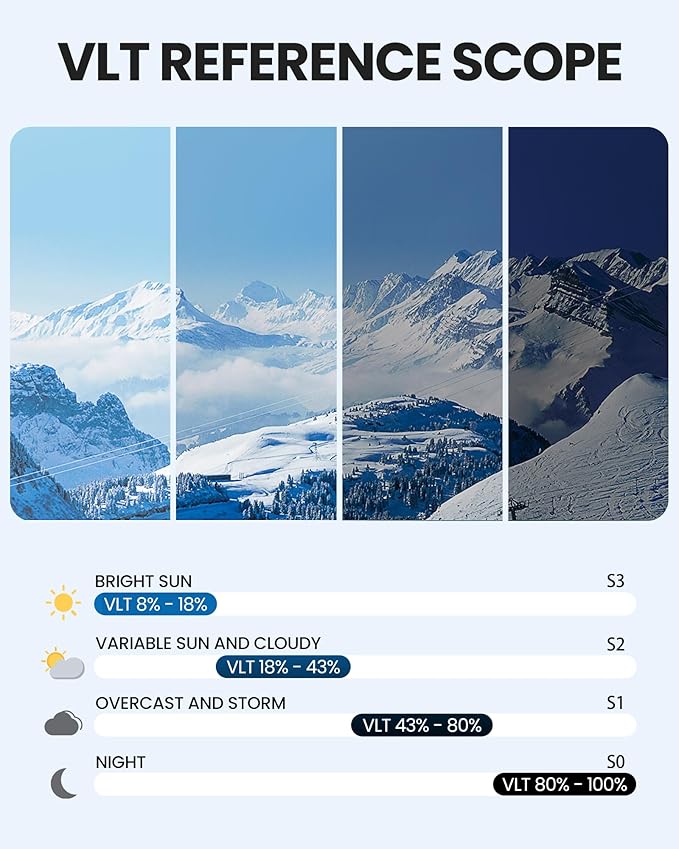 VLT REFERENCE SCOPE
BRIGHT SUN S3
VLT 8% - 18%
VARIABLE SUN AND CLOUDY S2
VLT 18% - 43%
OVERCAST AND STORM S1
VLT 43% - 80%
NIGHT S0
VLT 80% - 100%